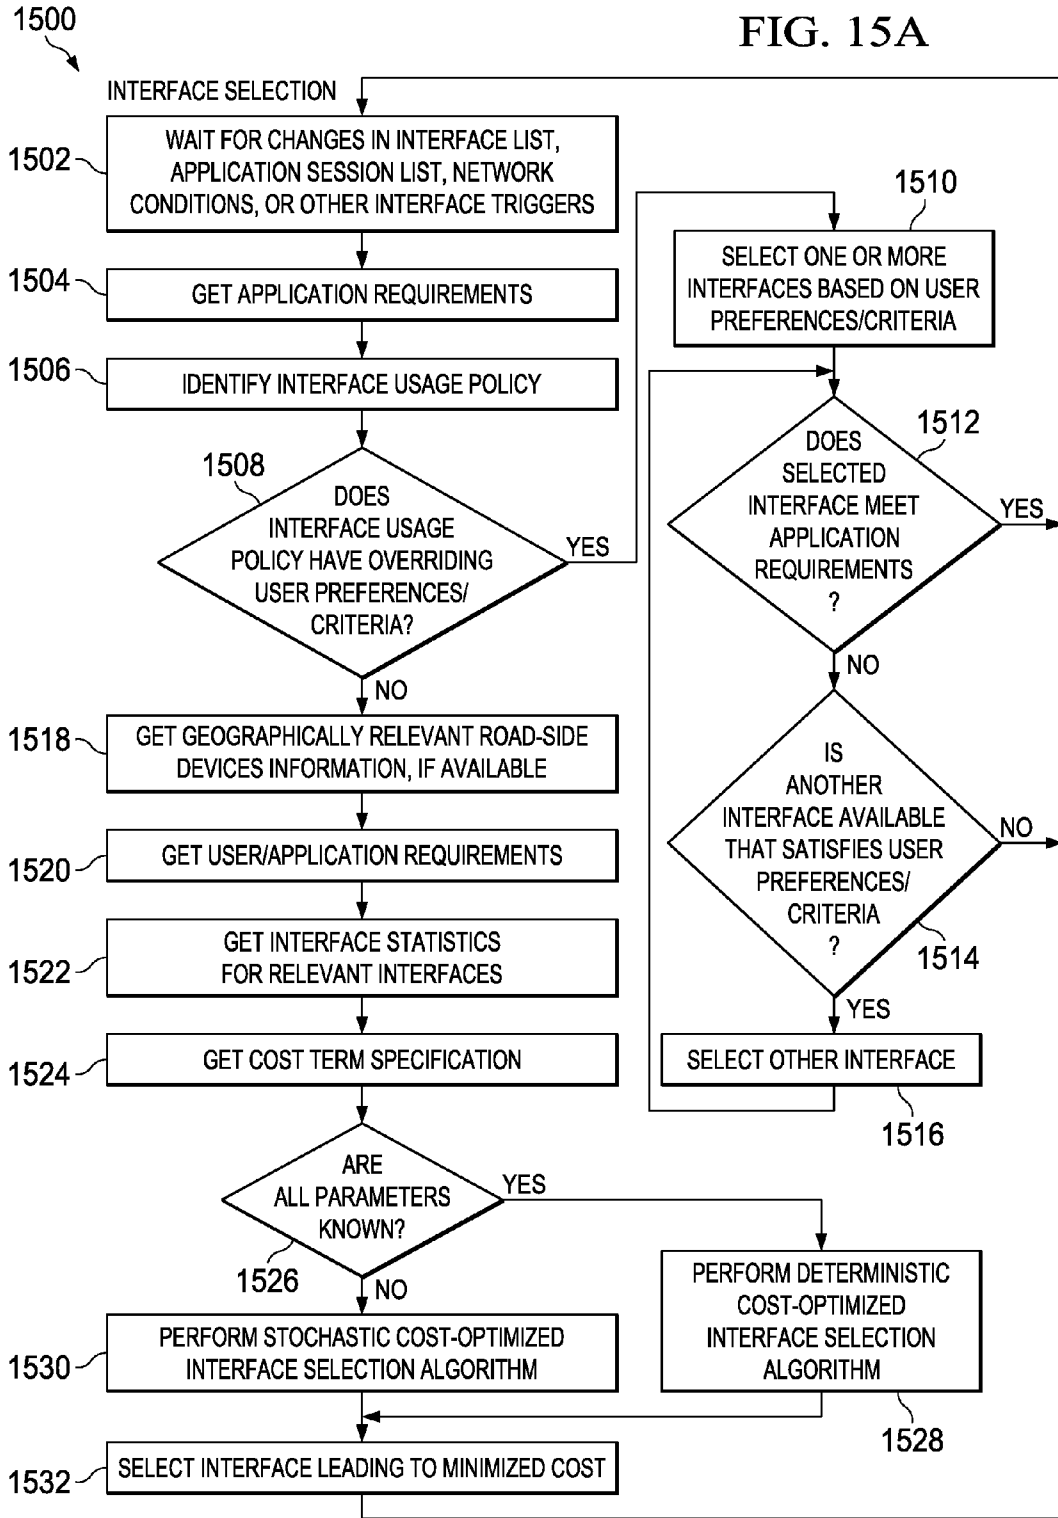 FIG. 15A
1500
INTERFACE SELECTION
1502
WAIT FOR CHANGES IN INTERFACE LIST,
APPLICATION SESSION LIST, NETWORK
CONDITIONS, OR OTHER INTERFACE TRIGGERS
1504
GET APPLICATION REQUIREMENTS
1506
IDENTIFY INTERFACE USAGE POLICY
1508
DOES
INTERFACE USAGE
POLICY HAVE OVERRIDING
USER PREFERENCES/
CRITERIA?
YES
NO
1510
SELECT ONE OR MORE
INTERFACES BASED ON USER
PREFERENCES/CRITERIA
1512
DOES
SELECTED
INTERFACE MEET
APPLICATION
REQUIREMENTS
?
YES
NO
IS
ANOTHER
INTERFACE AVAILABLE
THAT SATISFIES USER
PREFERENCES/
CRITERIA
?
NO
1514
YES
SELECT OTHER INTERFACE
1516
1518
GET GEOGRAPHICALLY RELEVANT ROAD-SIDE
DEVICES INFORMATION, IF AVAILABLE
1520
GET USER/APPLICATION REQUIREMENTS
1522
GET INTERFACE STATISTICS
FOR RELEVANT INTERFACES
1524
GET COST TERM SPECIFICATION
ARE
ALL PARAMETERS
KNOWN?
1526
YES
NO
PERFORM DETERMINISTIC
COST-OPTIMIZED
INTERFACE SELECTION
ALGORITHM
1528
1530
PERFORM STOCHASTIC COST-OPTIMIZED
INTERFACE SELECTION ALGORITHM
1532
SELECT INTERFACE LEADING TO MINIMIZED COST